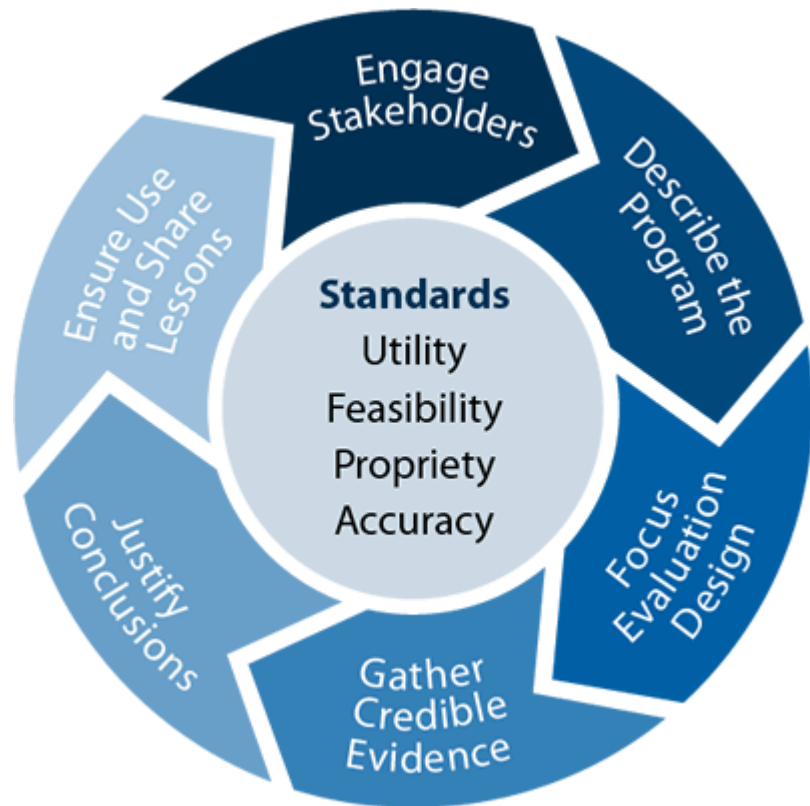 Engage
Stakeholders
Describe the
Program
Focus
Evaluation
Design
Gather
Credible
Evidence
Justify
Conclusions
Ensure Use
and Share
Lessons
Standards
Utility
Feasibility
Propriety
Accuracy